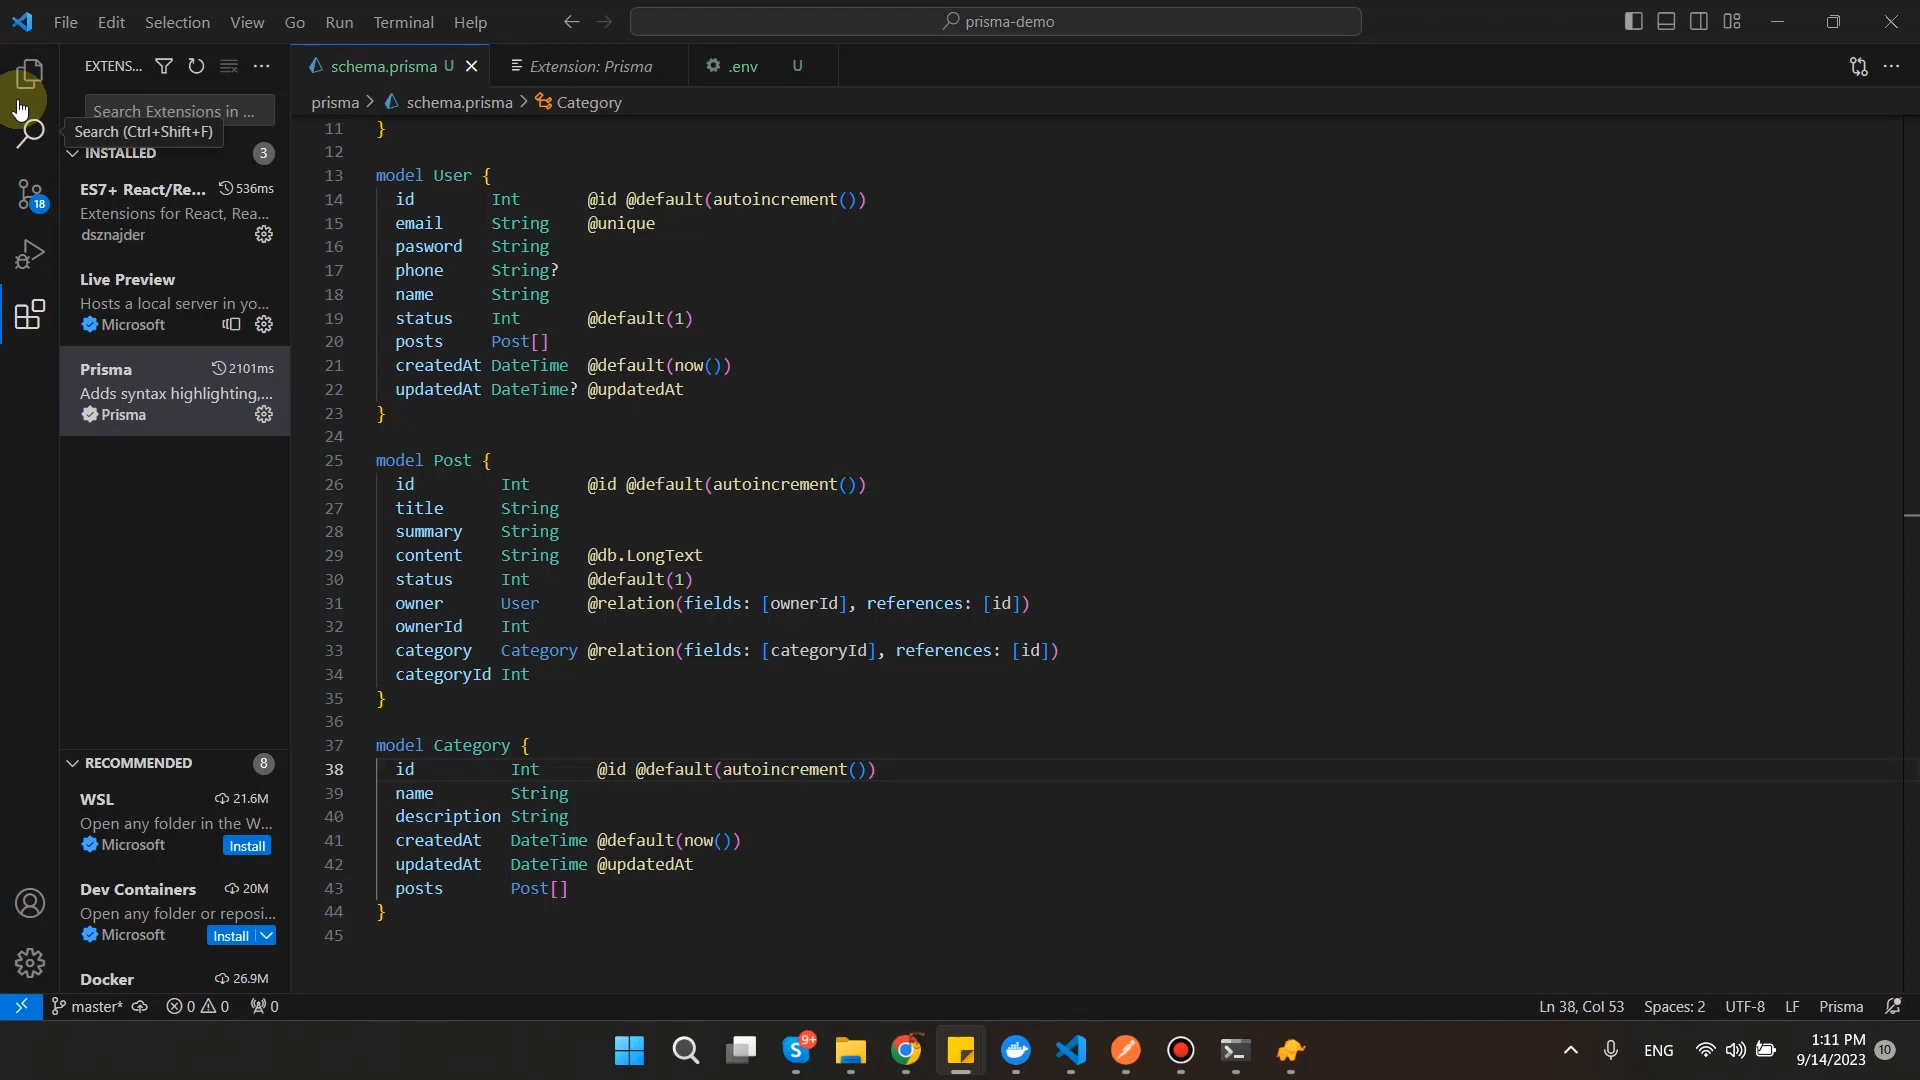 File Edit Selection View Go Run Terminal Help
prisma-demo
EXTENS...
Search Extensions in ...
Search (Ctrl+Shift+F)
INSTALLED 3
ES7+ React/Re... 536ms
Extensions for React, Rea...
dsznajder
Live Preview
Hosts a local server in yo...
Microsoft
Prisma 2101ms
Adds syntax highlighting,...
Prisma
18
RECOMMENDED 8
WSL 21.6M
Open any folder in the W...
Microsoft Install
Dev Containers 20M
Open any folder or reposi...
Microsoft Install
Docker 26.9M
schema.prisma U Extension: Prisma .env U
prisma > schema.prisma > Category
11 }
12
13 model User {
14 id Int @id @default(autoincrement())
15 email String @unique
16 pasword String
17 phone String?
18 name String
19 status Int @default(1)
20 posts Post[]
21 createdAt DateTime @default(now())
22 updatedAt DateTime? @updatedAt
23 }
24
25 model Post {
26 id Int @id @default(autoincrement())
27 title String
28 summary String
29 content String @db.LongText
30 status Int @default(1)
31 owner User @relation(fields: [ownerId], references: [id])
32 ownerId Int
33 category Category @relation(fields: [categoryId], references: [id])
34 categoryId Int
35 }
36
37 model Category {
38 id Int @id @default(autoincrement())
39 name String
40 description String
41 createdAt DateTime @default(now())
42 updatedAt DateTime @updatedAt
43 posts Post[]
44 }
45
master* 0 0 0 Ln 38, Col 53 Spaces: 2 UTF-8 LF Prisma
S 9+ ENG 1:11 PM
9/14/2023 10